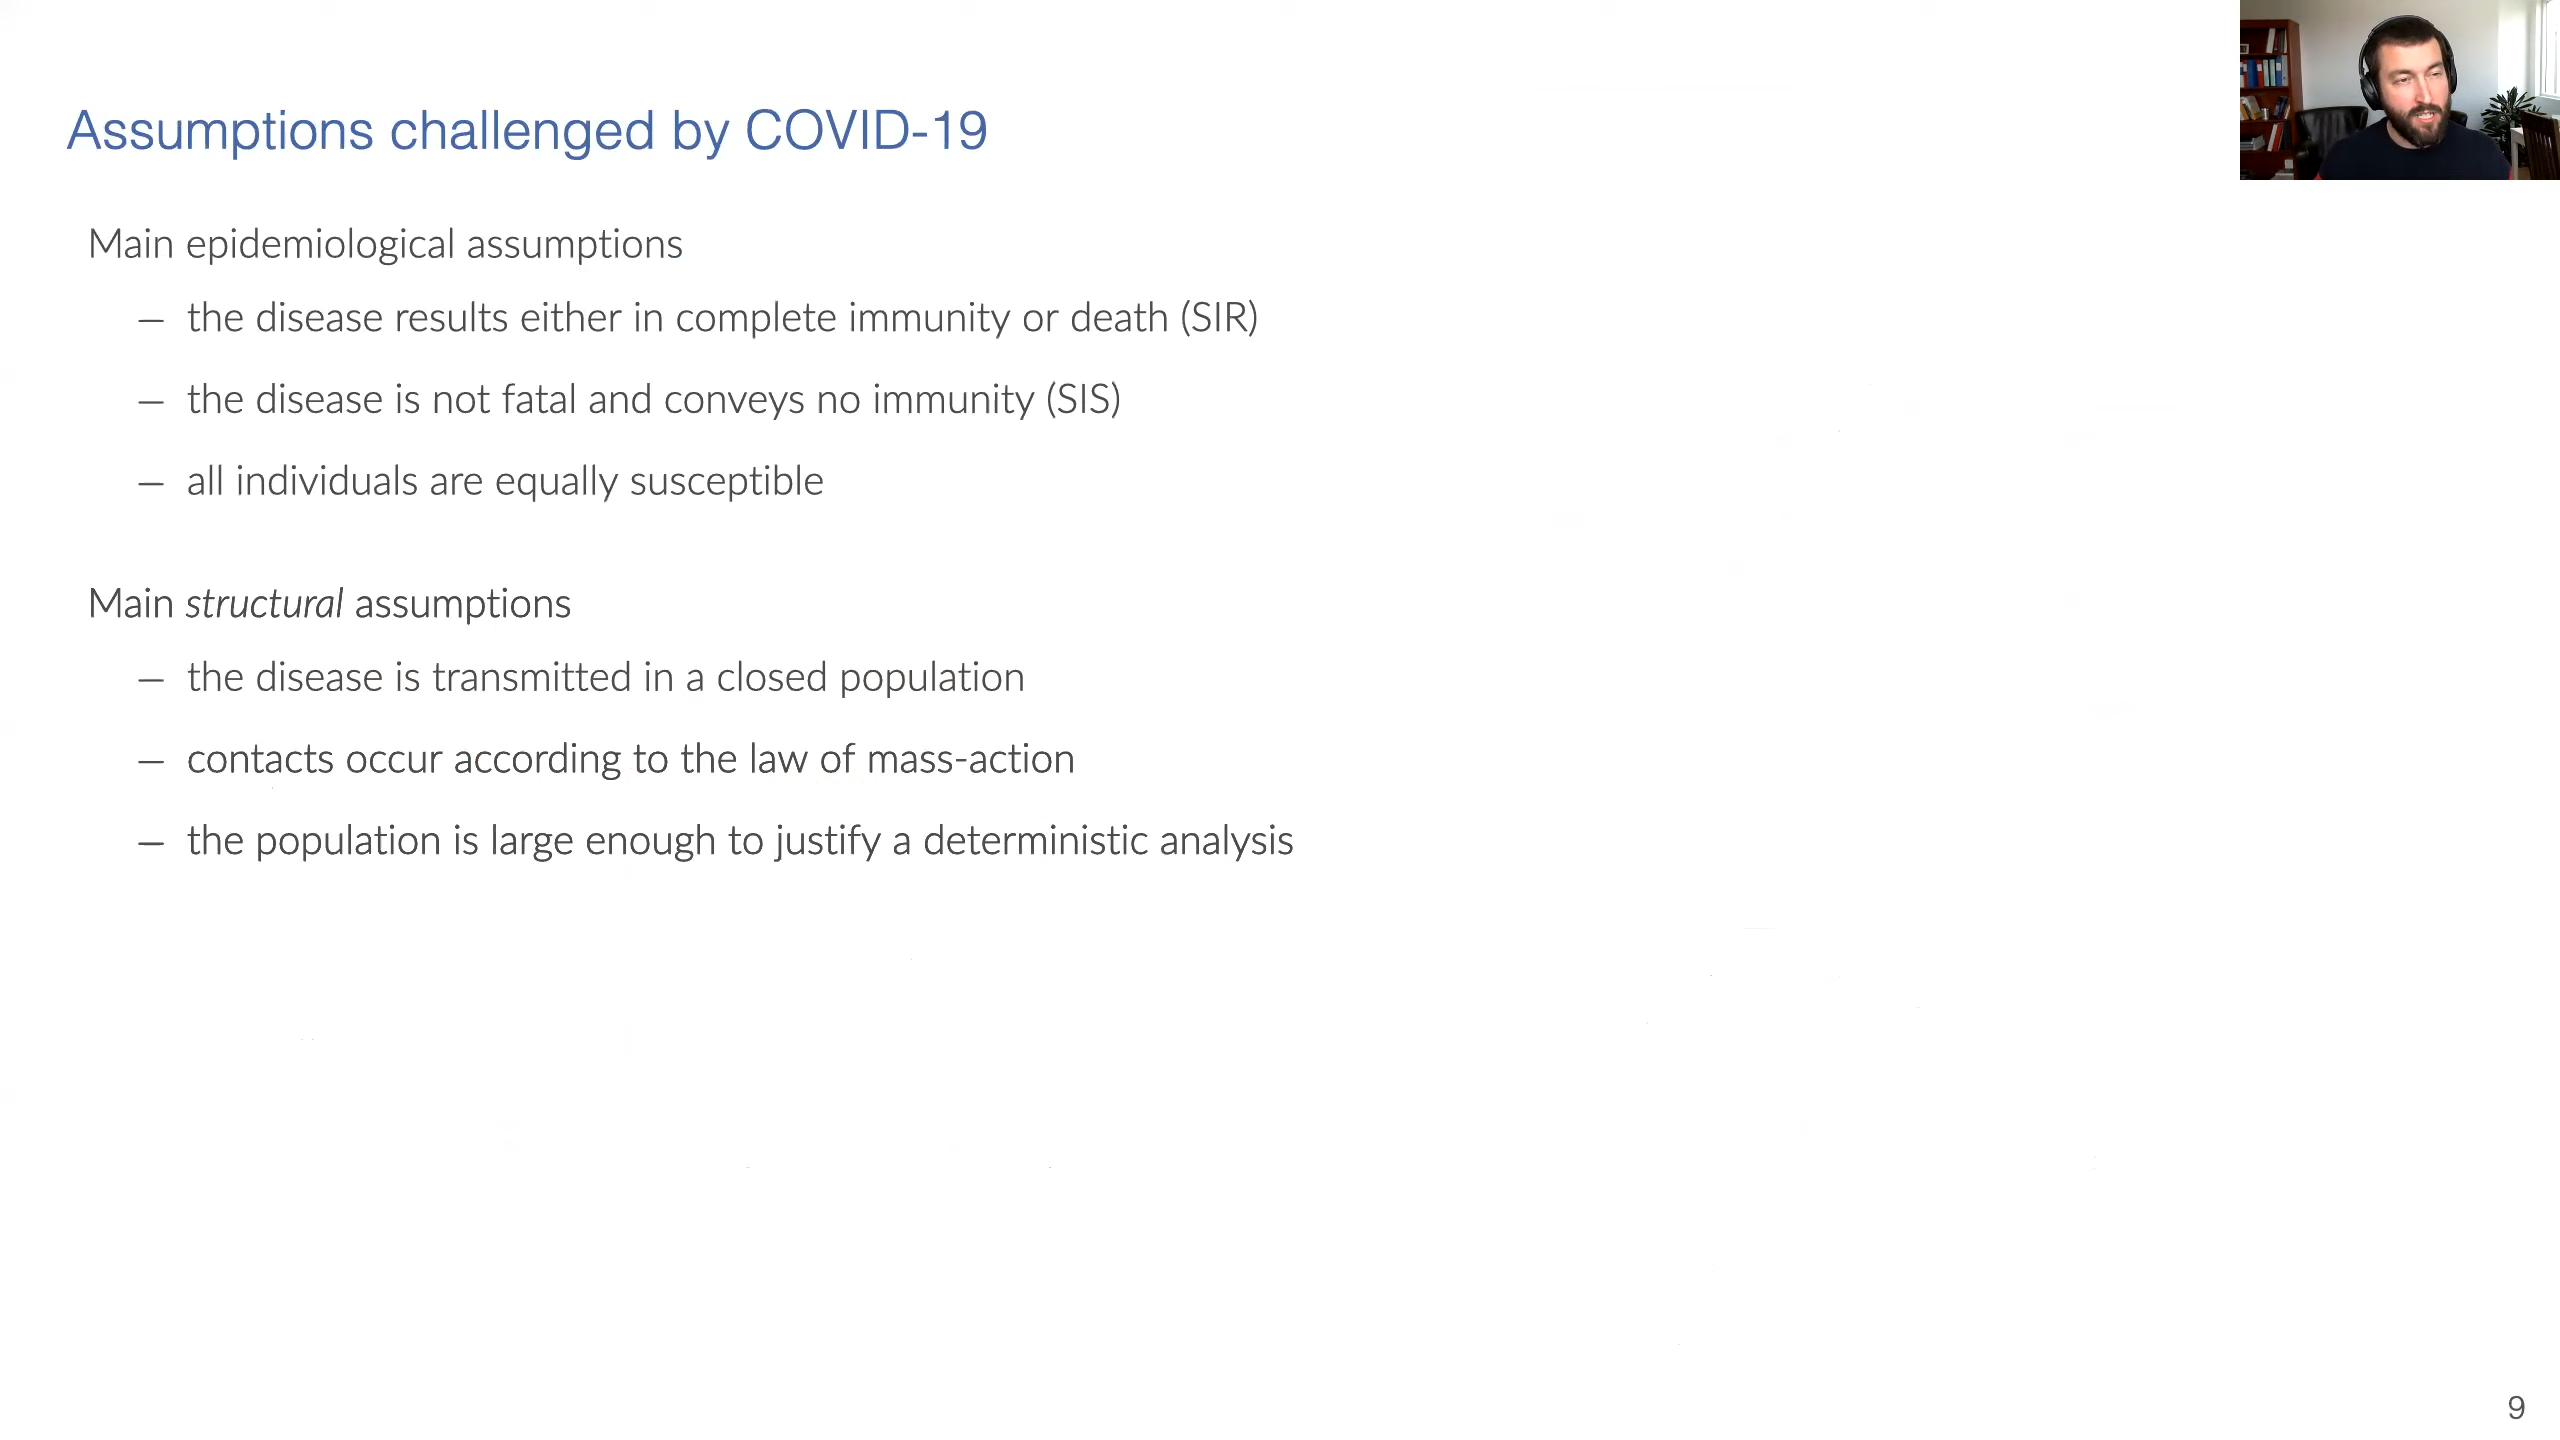 Assumptions challenged by COVID-19
Main epidemiological assumptions
– the disease results either in complete immunity or death (SIR)
– the disease is not fatal and conveys no immunity (SIS)
– all individuals are equally susceptible
Main structural assumptions
– the disease is transmitted in a closed population
– contacts occur according to the law of mass-action
– the population is large enough to justify a deterministic analysis
9